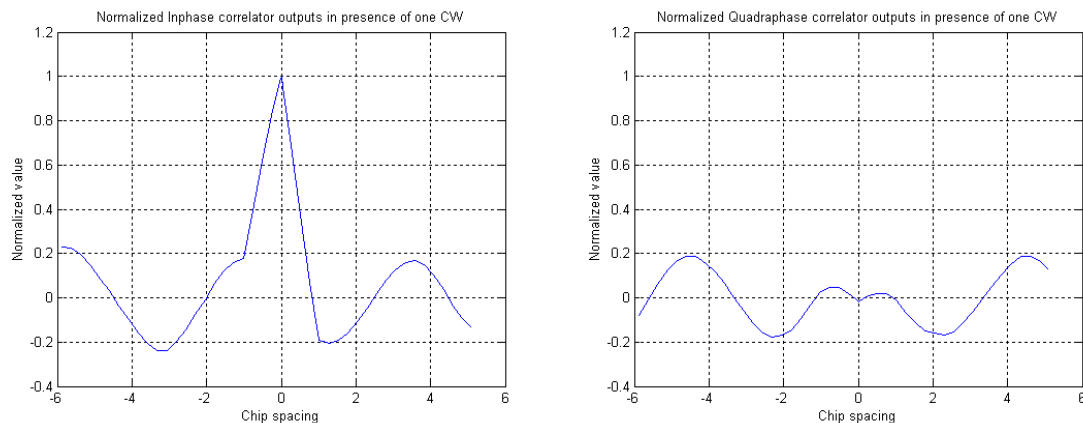 Normalized Inphase correlator outputs in presence of one CW
1.2
1
0.8
0.6
0.4
0.2
0
-0.2
-0.4
Normalized value
-6 -4 -2 0 2 4 6
Chip spacing
Normalized Quadraphase correlator outputs in presence of one CW
1.2
1
0.8
0.6
0.4
0.2
0
-0.2
-0.4
Normalized value
-6 -4 -2 0 2 4 6
Chip spacing